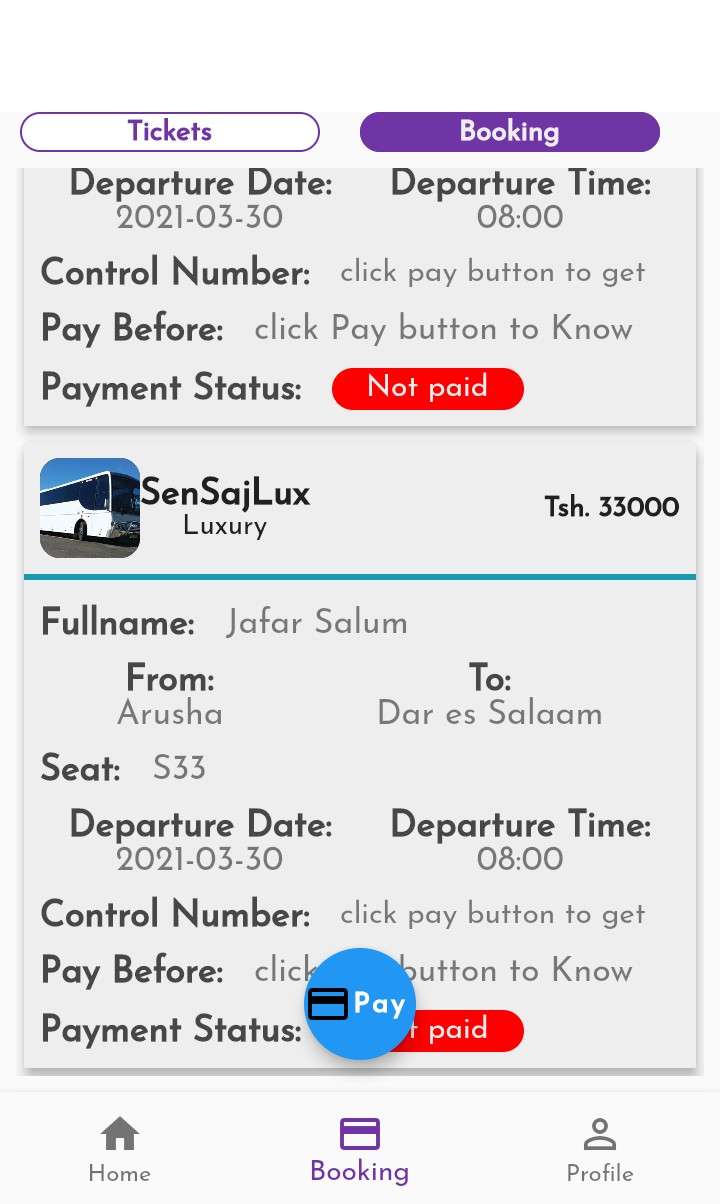 Tickets Booking
Departure Date: Departure Time:
2021-03-30 08:00
Control Number: click pay button to get
Pay Before: click Pay button to Know
Payment Status: Not paid
SenSajLux
Luxury
Tsh. 33000
Fullname: Jafar Salum
From: To:
Arusha Dar es Salaam
Seat: S33
Departure Date: Departure Time:
2021-03-30 08:00
Control Number: click pay button to get
Pay Before: click button to Know
Payment Status: paid
Pay
Home Booking Profile